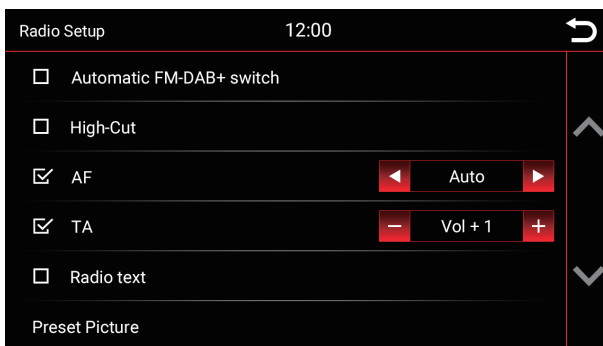 Radio Setup 12:00
Automatic FM-DAB+ switch
High-Cut
AF Auto
TA − Vol + 1 +
Radio text
Preset Picture